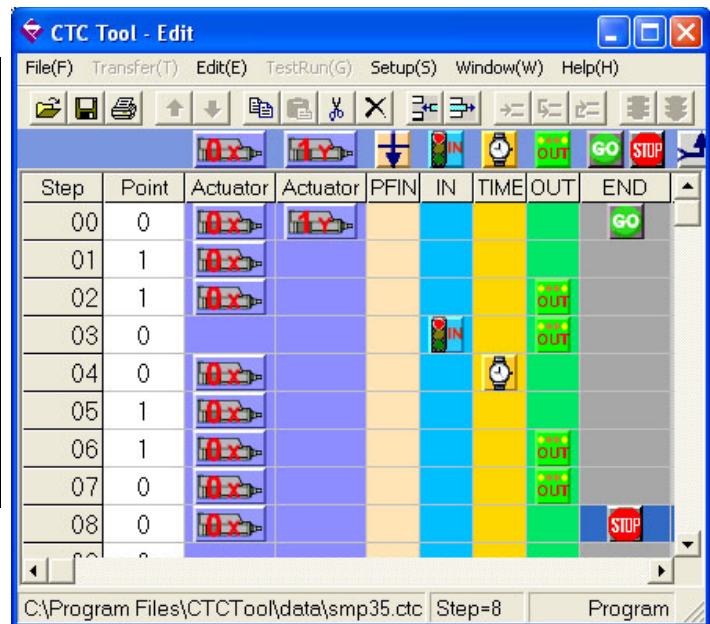 CTC Tool - Edit
File(F) Transfer(T) Edit(E) TestRun(G) Setup(S) Window(W) Help(H)
0x 1Y IN OUT GO STOP
Step Point Actuator Actuator PFIN IN TIME OUT END
00 0 0x 1Y GO
01 1 0x
02 1 0x OUT
03 0 IN OUT
04 0 0x
05 1 0x
06 1 0x OUT
07 0 0x OUT
08 0 0x STOP
C:\Program Files\CTCTool\data\smp35.ctc Step=8 Program